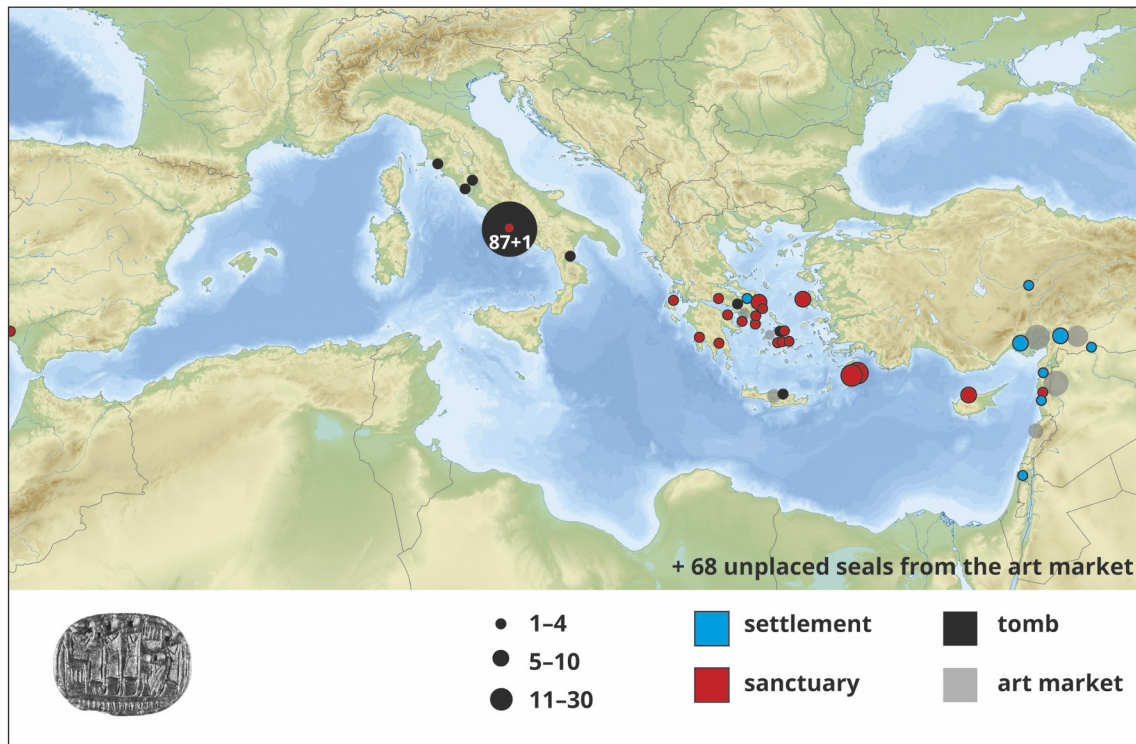 87+1
+ 68 unplaced seals from the art market
1–4
5–10
11–30
settlement
sanctuary
tomb
art market